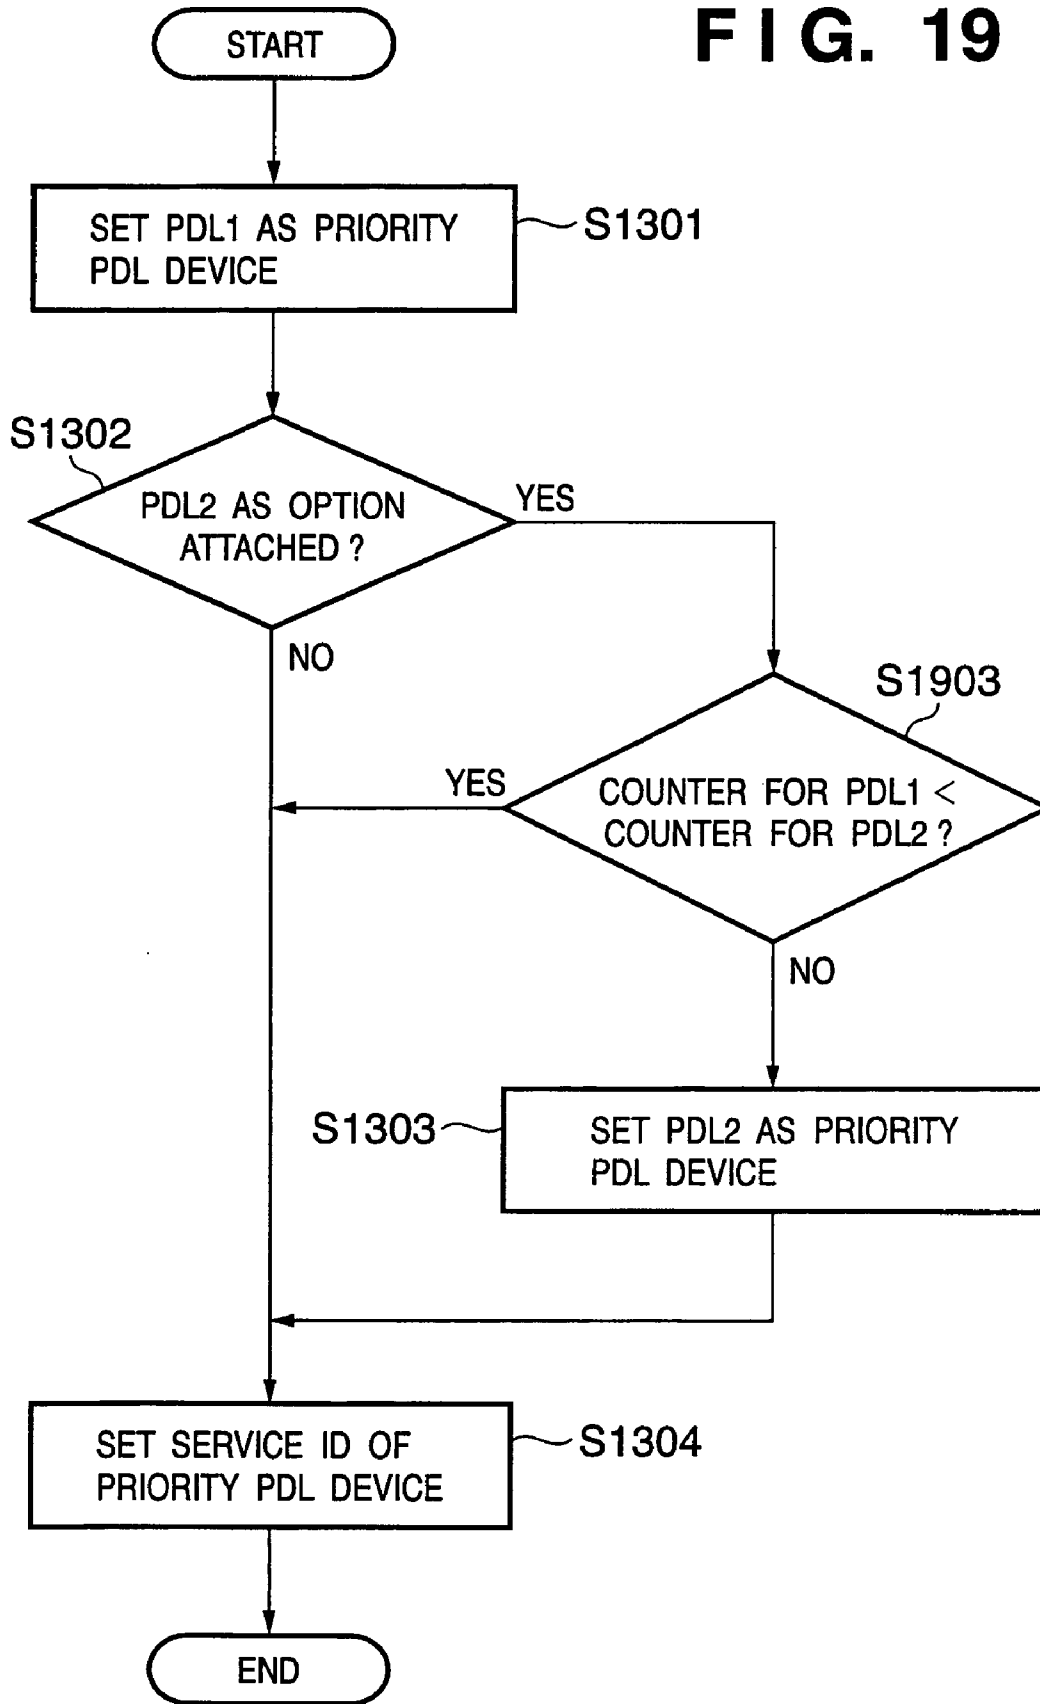 FIG. 19
START
SET PDL1 AS PRIORITY
PDL DEVICE
S1301
S1302
PDL2 AS OPTION
ATTACHED ?
YES
NO
S1903
COUNTER FOR PDL1 <
COUNTER FOR PDL2 ?
YES
NO
S1303
SET PDL2 AS PRIORITY
PDL DEVICE
SET SERVICE ID OF
PRIORITY PDL DEVICE
S1304
END